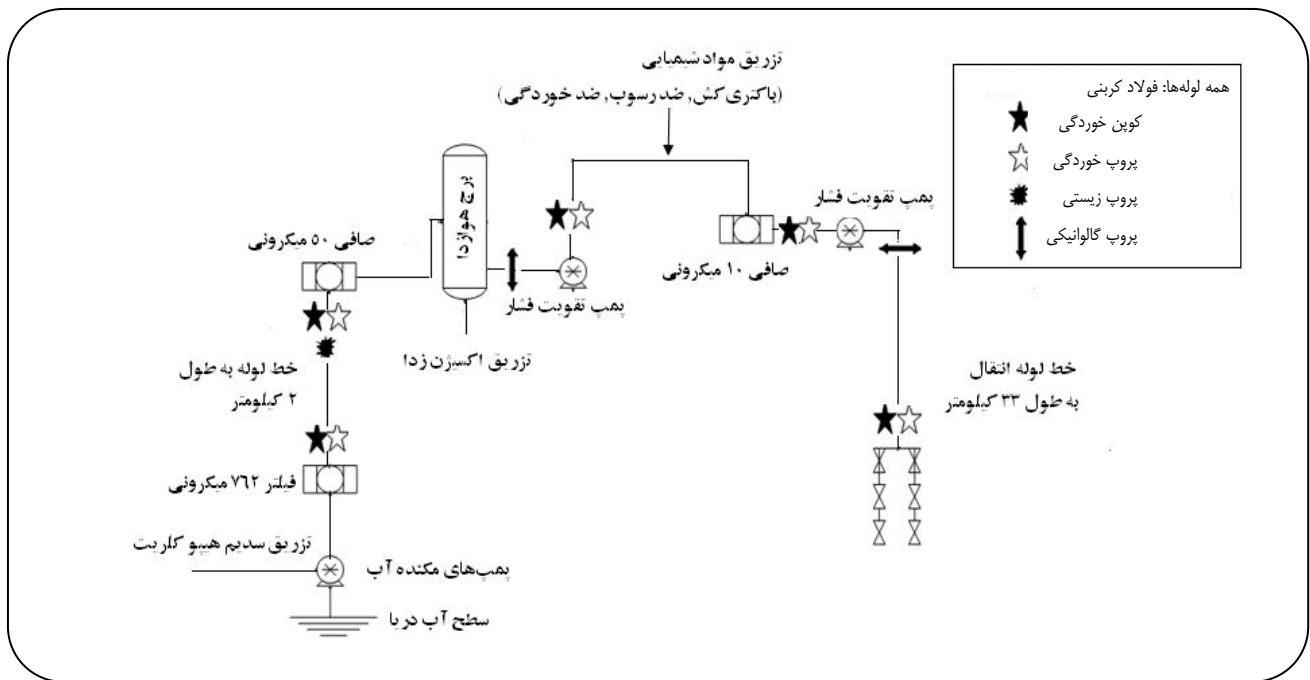 تزریق مواد شیمیایی
(باکتری کش, ضد رسوب, ضد خوردگی)
همه لوله‌ها: فولاد کربنی
کوپن خوردگی
پروپ خوردگی
پروپ زیستی
پروپ گالوانیکی
برج هوازدا
پمپ تقویت فشار
صافی ۵۰ میکرونی
صافی ۱۰ میکرونی
پمپ تقویت فشار
تزریق اکسیژن زدا
خط لوله به طول
۲ کیلومتر
خط لوله انتقال
به طول ۳۳ کیلومتر
فیلتر ۷۶۲ میکرونی
تزریق سدیم هیپو کلریت
پمپ‌های مکنده آب
سطح آب دریا